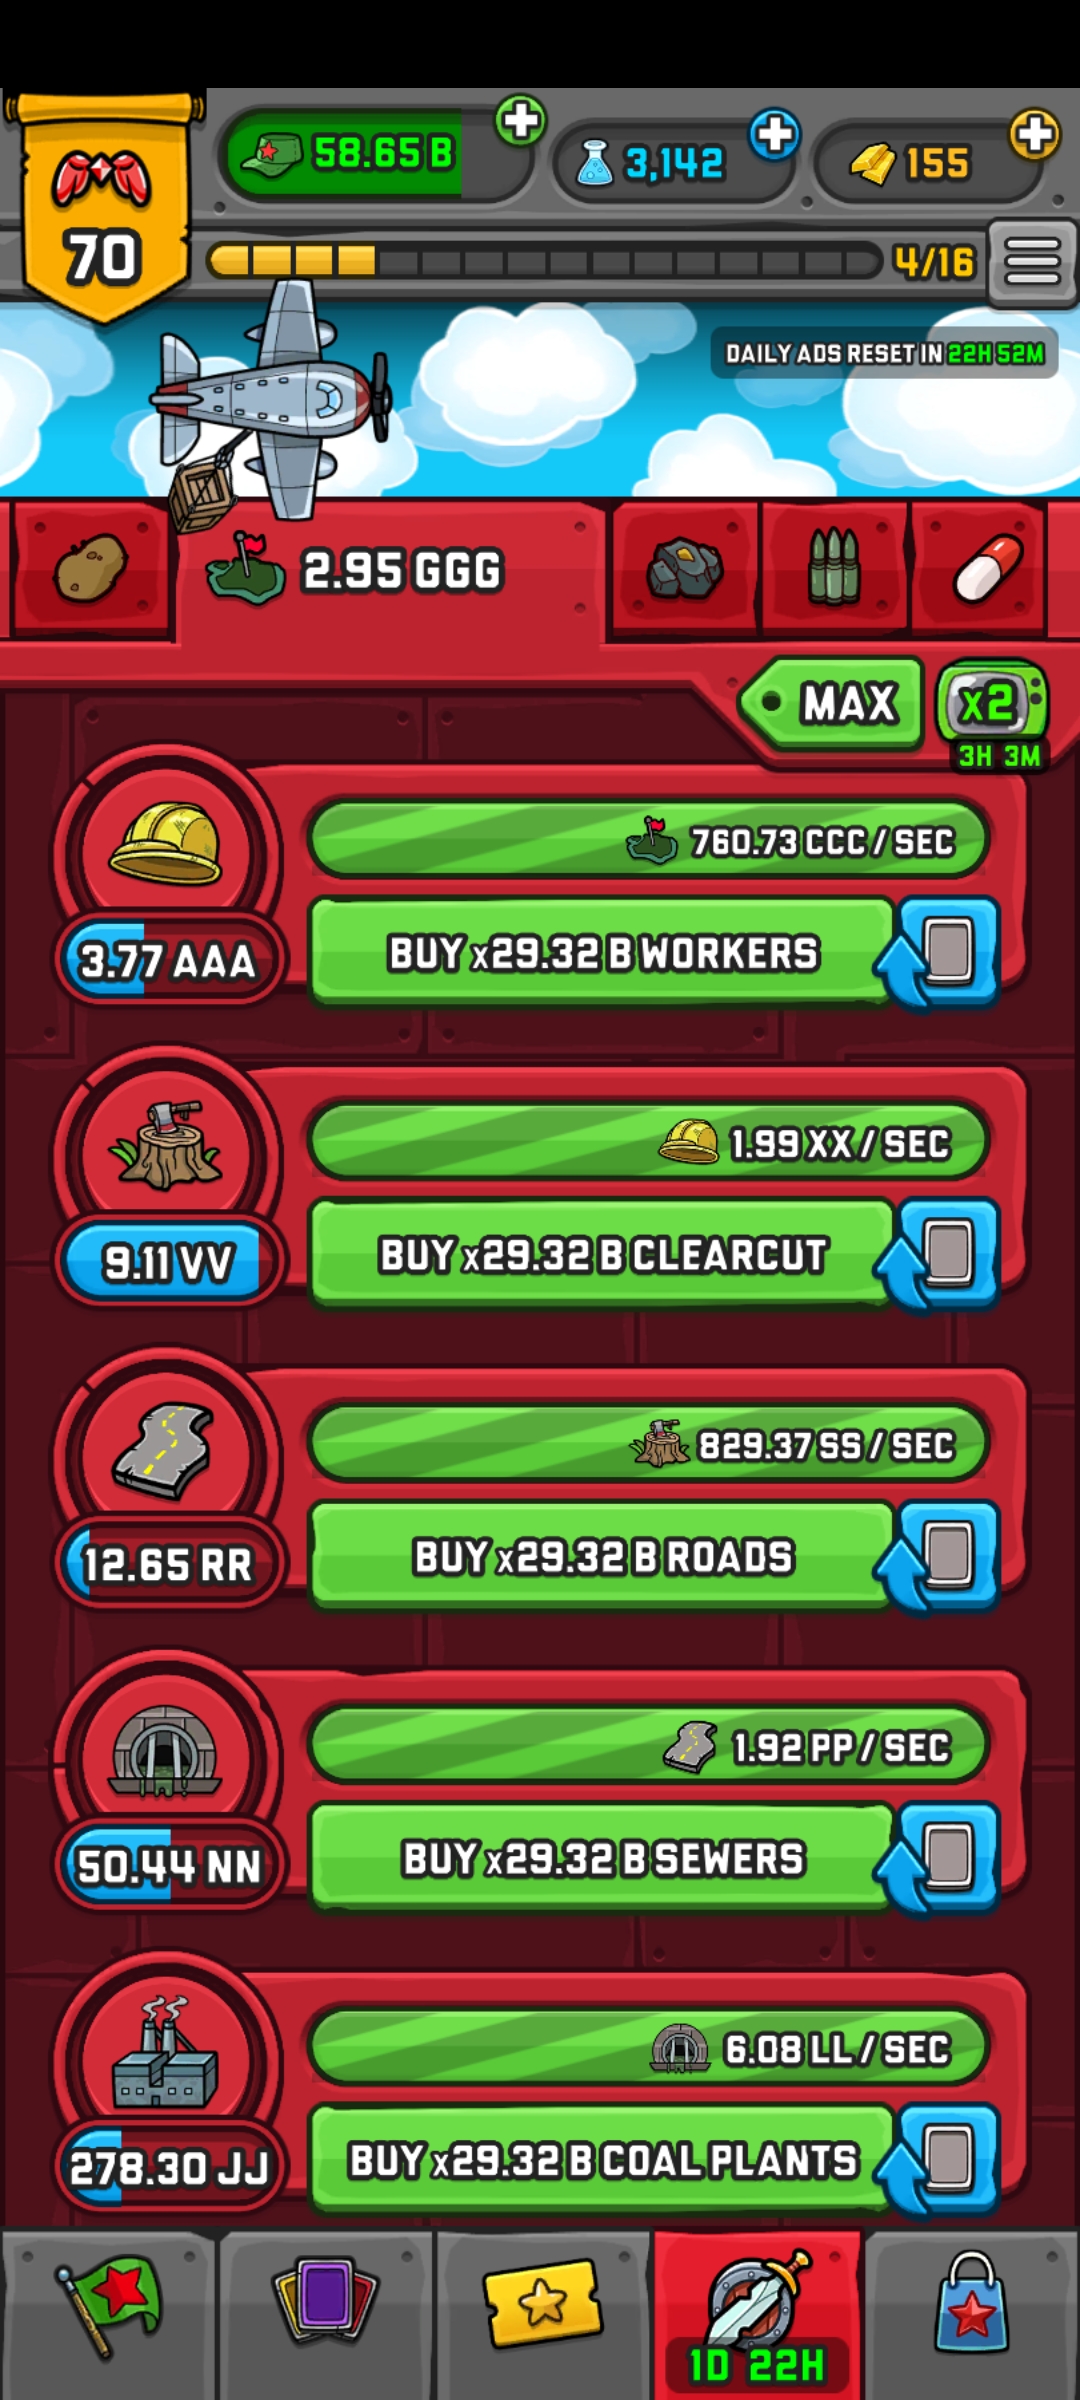 58.65 B
3,142
155
70
4/16
DAILY ADS RESET IN 22H 52M
2.95 GGG
MAX
x2
3H 3M
760.73 CCC / SEC
3.77 AAA
BUY x29.32 B WORKERS
1.99 XX / SEC
9.11 VV
BUY x29.32 B CLEARCUT
829.37 SS / SEC
12.65 RR
BUY x29.32 B ROADS
1.92 PP / SEC
50.44 NN
BUY x29.32 B SEWERS
6.08 LL / SEC
278.30 JJ
BUY x29.32 B COAL PLANTS
1D 22H